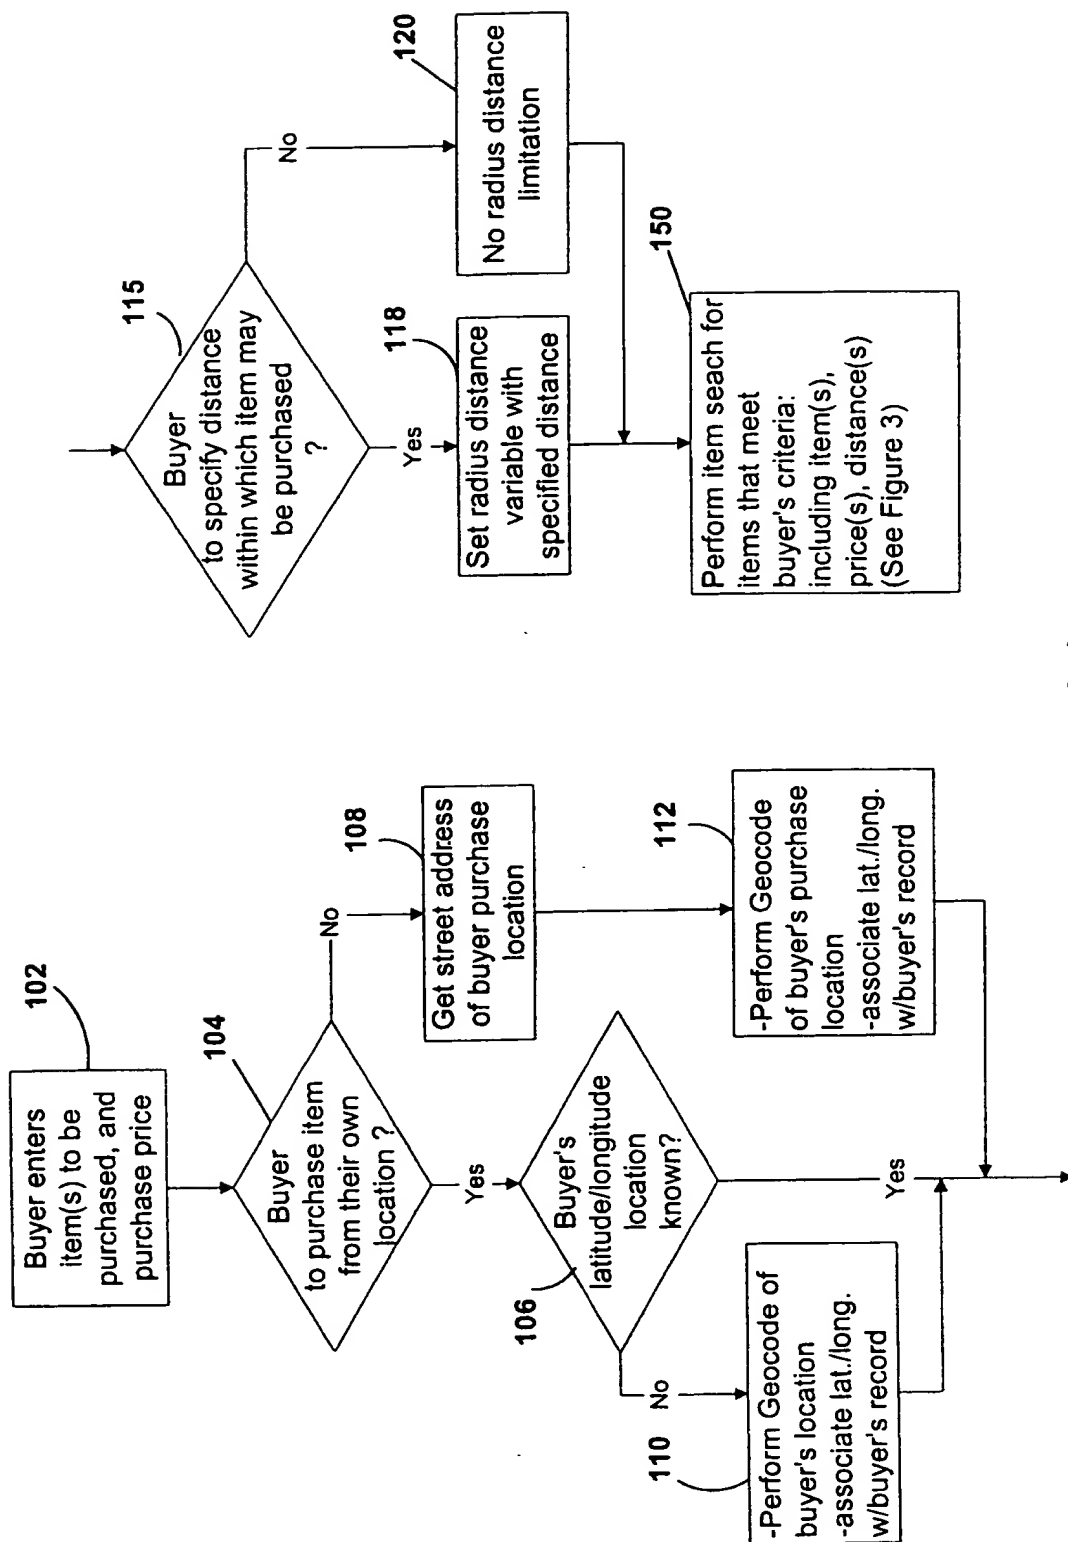 102
Buyer enters
item(s) to be
purchased, and
purchase price
104
Buyer
to purchase item
from their own
location ?
No
Yes
108
Get street address
of buyer purchase
location
106
Buyer's
latitude/longitude
location
known?
112
-Perform Geocode
of buyer's purchase
location
-associate lat./long.
w/buyer's record
No
Yes
110
-Perform Geocode of
buyer's location
-associate lat./long.
w/buyer's record
115
Buyer
to specify distance
within which item may
be purchased
?
No
Yes
118
Set radius distance
variable with
specified distance
120
No radius distance
limitation
150
Perform item seach for
items that meet
buyer's criteria:
including item(s),
price(s), distance(s)
(See Figure 3)